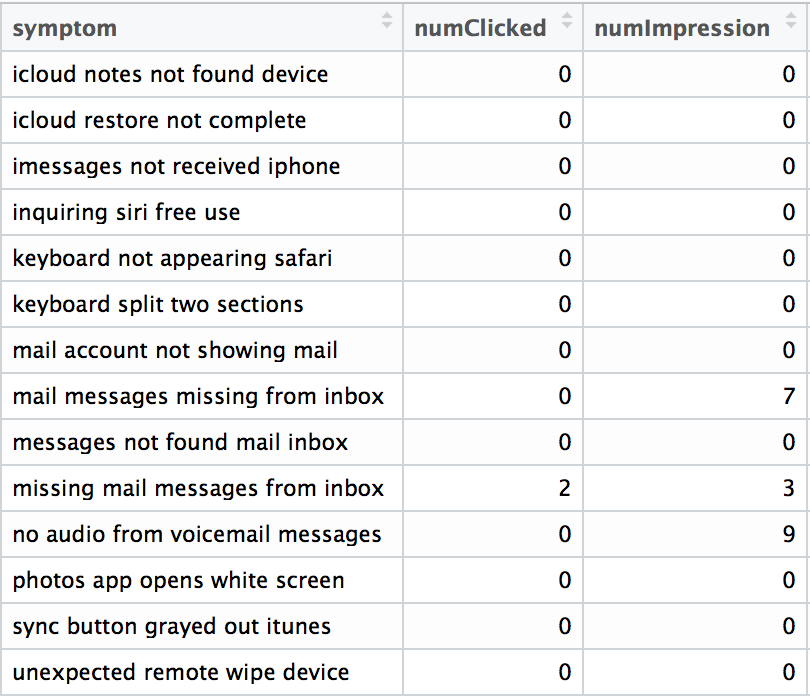 symptom numClicked numImpression
icloud notes not found device 0 0
icloud restore not complete 0 0
imessages not received iphone 0 0
inquiring siri free use 0 0
keyboard not appearing safari 0 0
keyboard split two sections 0 0
mail account not showing mail 0 0
mail messages missing from inbox 0 7
messages not found mail inbox 0 0
missing mail messages from inbox 2 3
no audio from voicemail messages 0 9
photos app opens white screen 0 0
sync button grayed out itunes 0 0
unexpected remote wipe device 0 0